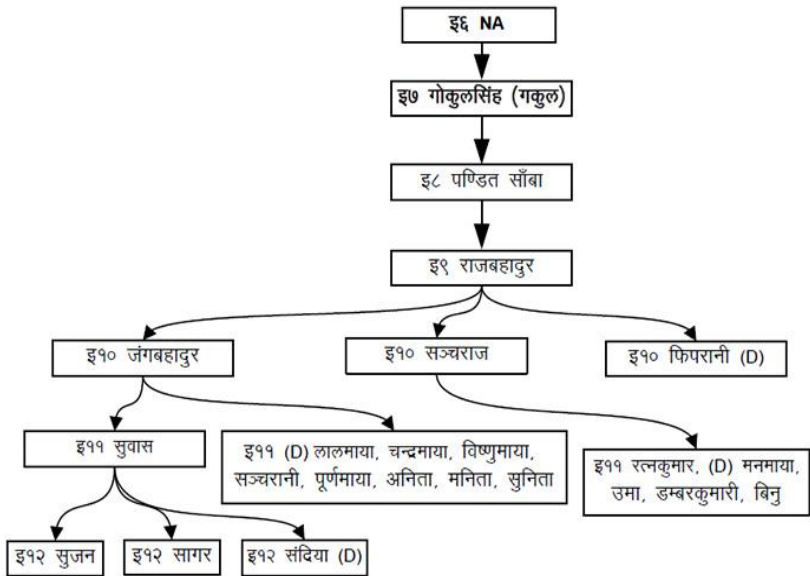 इ६ NA
इ७ गोकुलसिंह (गकुल)
इ८ पण्डित साँबा
इ९ राजबहादुर
इ१० जंगबहादुर
इ१० सञ्चराज
इ१० फिपरानी (D)
इ११ सुवास
इ११ (D) लालमाया, चन्द्रमाया, विष्णुमाया,
सञ्चरानी, पूर्णमाया, अनिता, मनिता, सुनिता
इ११ रत्नकुमार, (D) मनमाया,
उमा, डम्बरकुमारी, बिनु
इ१२ सुजन
इ१२ सागर
इ१२ संदिया (D)